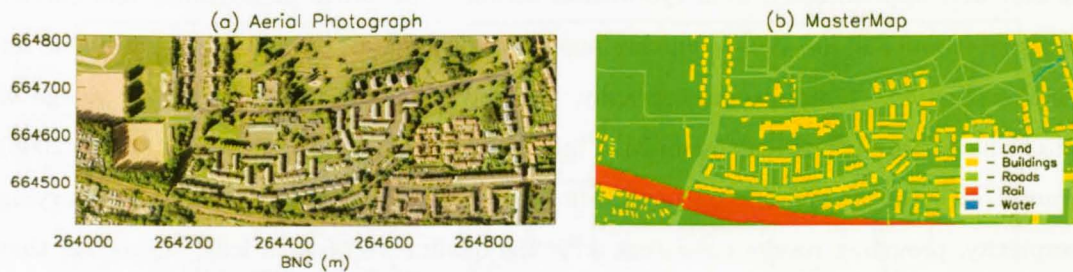 (a) Aerial Photograph
(b) MasterMap
664800
664700
664600
664500
264000 264200 264400 264600 264800
BNG (m)
– Land
– Buildings
– Roads
– Rail
– Water